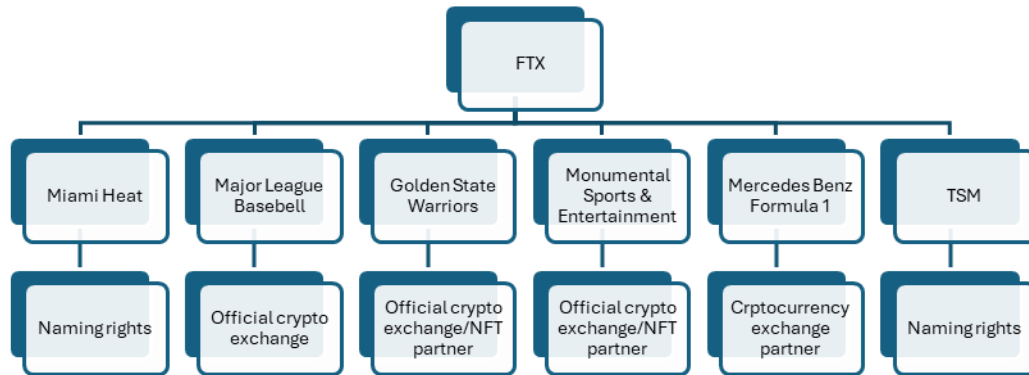 FTX
Miami Heat
Major League
Basebell
Golden State
Warriors
Monumental
Sports &
Entertainment
Mercedes Benz
Formula 1
TSM
Naming rights
Official crypto
exchange
Official crypto
exchange/NFT
partner
Official crypto
exchange/NFT
partner
Crptocurrency
exchange
partner
Naming rights